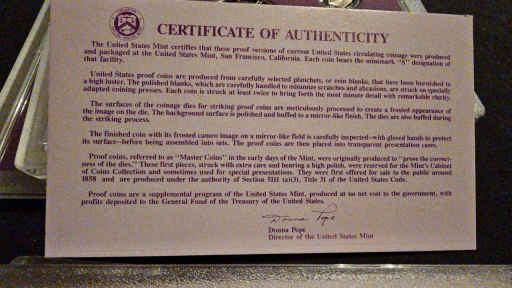 CERTIFICATE OF AUTHENTICITY
The United States Mint certifies that these proof versions of current United States circulating coinage were produced
and packaged at the United States Mint, San Francisco, California. Each coin bears the mintmark "S" designation of
that facility.
United States proof coins are produced from carefully selected planchets, or coin blanks, that have been burnished to
a high luster. The polished blanks, which are carefully handled to minimize scratches and abrasions, are struck on specially
adapted coining presses. Each coin is struck at least twice to bring forth the most minute detail with remarkable clarity.
The surfaces of the coinage dies for striking proof coins are meticulously processed to create a frosted appearance of
the image on the die. The background surface is polished and buffed to a mirror-like finish. The dies are also buffed during
the striking process.
The finished coin with its frosted cameo image on a mirror-like field is carefully inspected—with gloved hands to protect
its surface—before being assembled into sets. The proof coins are then placed into transparent presentation cases.
Proof coins, referred to as "Master Coins" in the early days of the Mint, were originally produced to "prove the correct-
ness of the dies." These first pieces, struck with extra care and bearing a high polish, were reserved for the Mint's Cabinet
of Coins Collection and sometimes used for special presentations. They were first offered for sale to the public around
1858 and are produced under the authority of Section 5111 (a)(3), Title 31 of the United States Code.
Proof coins are a supplemental program of the United States Mint, produced at no net cost to the government, with
profits deposited to the General Fund of the Treasury of the United States.
Donna Pope
Donna Pope
Director of the United States Mint